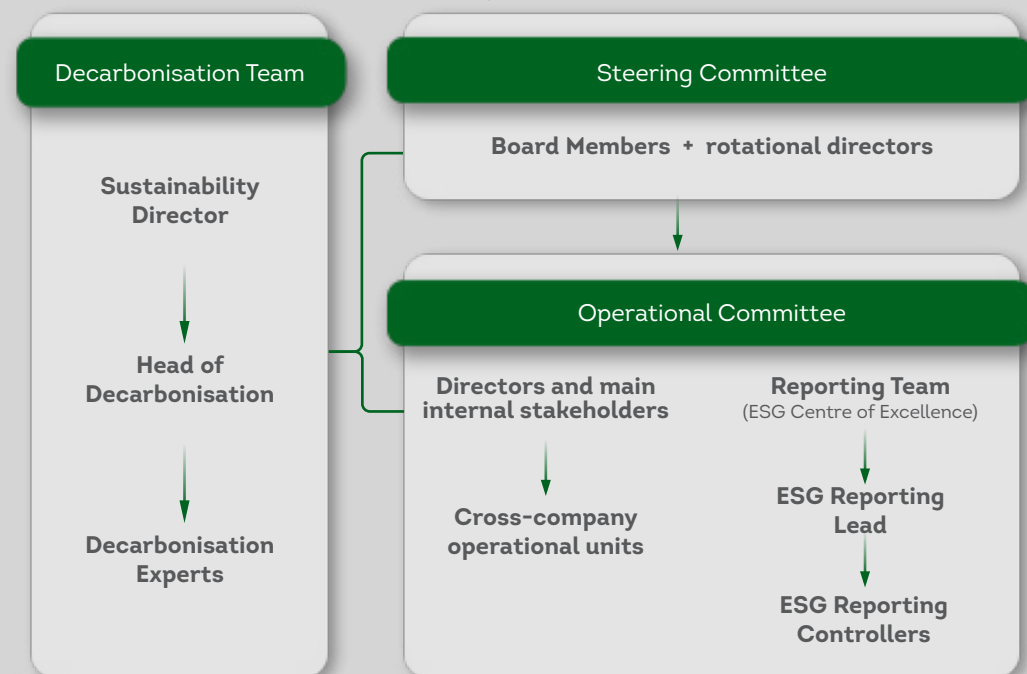 Decarbonisation Team
Sustainability
Director
Head of
Decarbonisation
Decarbonisation
Experts
Steering Committee
Board Members + rotational directors
Operational Committee
Directors and main
internal stakeholders
Cross-company
operational units
Reporting Team
(ESG Centre of Excellence)
ESG Reporting
Lead
ESG Reporting
Controllers